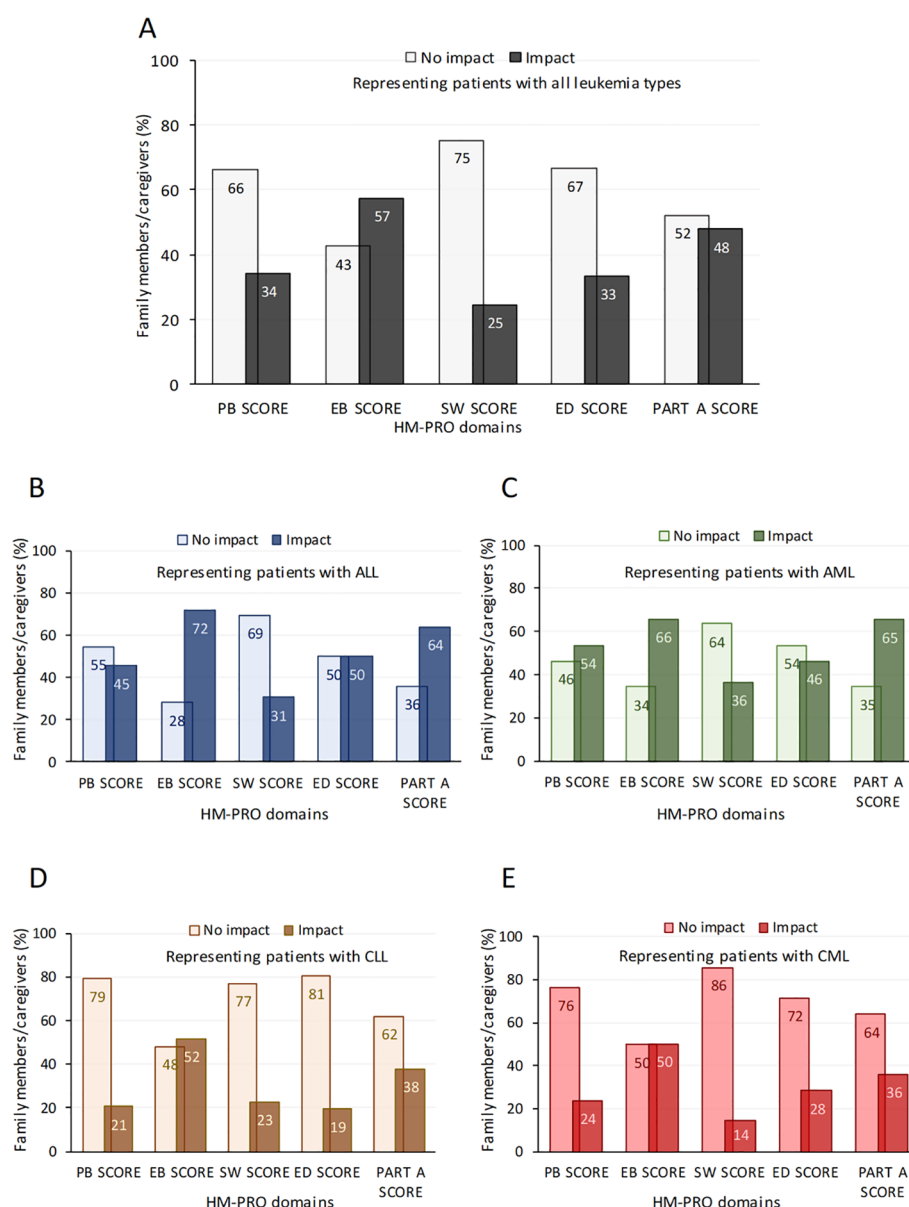 A
No impact Impact
Representing patients with all leukemia types
Family members/caregivers (%)
100
80
60
40
20
0
66 34 43 57 75 25 67 33 52 48
PB SCORE EB SCORE SW SCORE ED SCORE PART A SCORE
HM-PRO domains
B
No impact Impact
Representing patients with ALL
Family members/caregivers (%)
100
80
60
40
20
0
55 45 28 72 69 31 50 50 36 64
PB SCORE EB SCORE SW SCORE ED SCORE PART A
SCORE
HM-PRO domains
C
No impact Impact
Representing patients with AML
Family members/caregivers (%)
100
80
60
40
20
0
46 54 34 66 64 36 54 46 35 65
PB SCORE EB SCORE SW SCORE ED SCORE PART A
SCORE
HM-PRO domains
D
No impact Impact
Representing patients with CLL
Family members/caregivers (%)
100
80
60
40
20
0
79 21 48 52 77 23 81 19 62 38
PB SCORE EB SCORE SW SCORE ED SCORE PART A
SCORE
HM-PRO domains
E
No impact Impact
Representing patients with CML
Family members/caregivers (%)
100
80
60
40
20
0
76 24 50 50 86 14 72 28 64 36
PB SCORE EB SCORE SW SCORE ED SCORE PART A
SCORE
HM-PRO domains